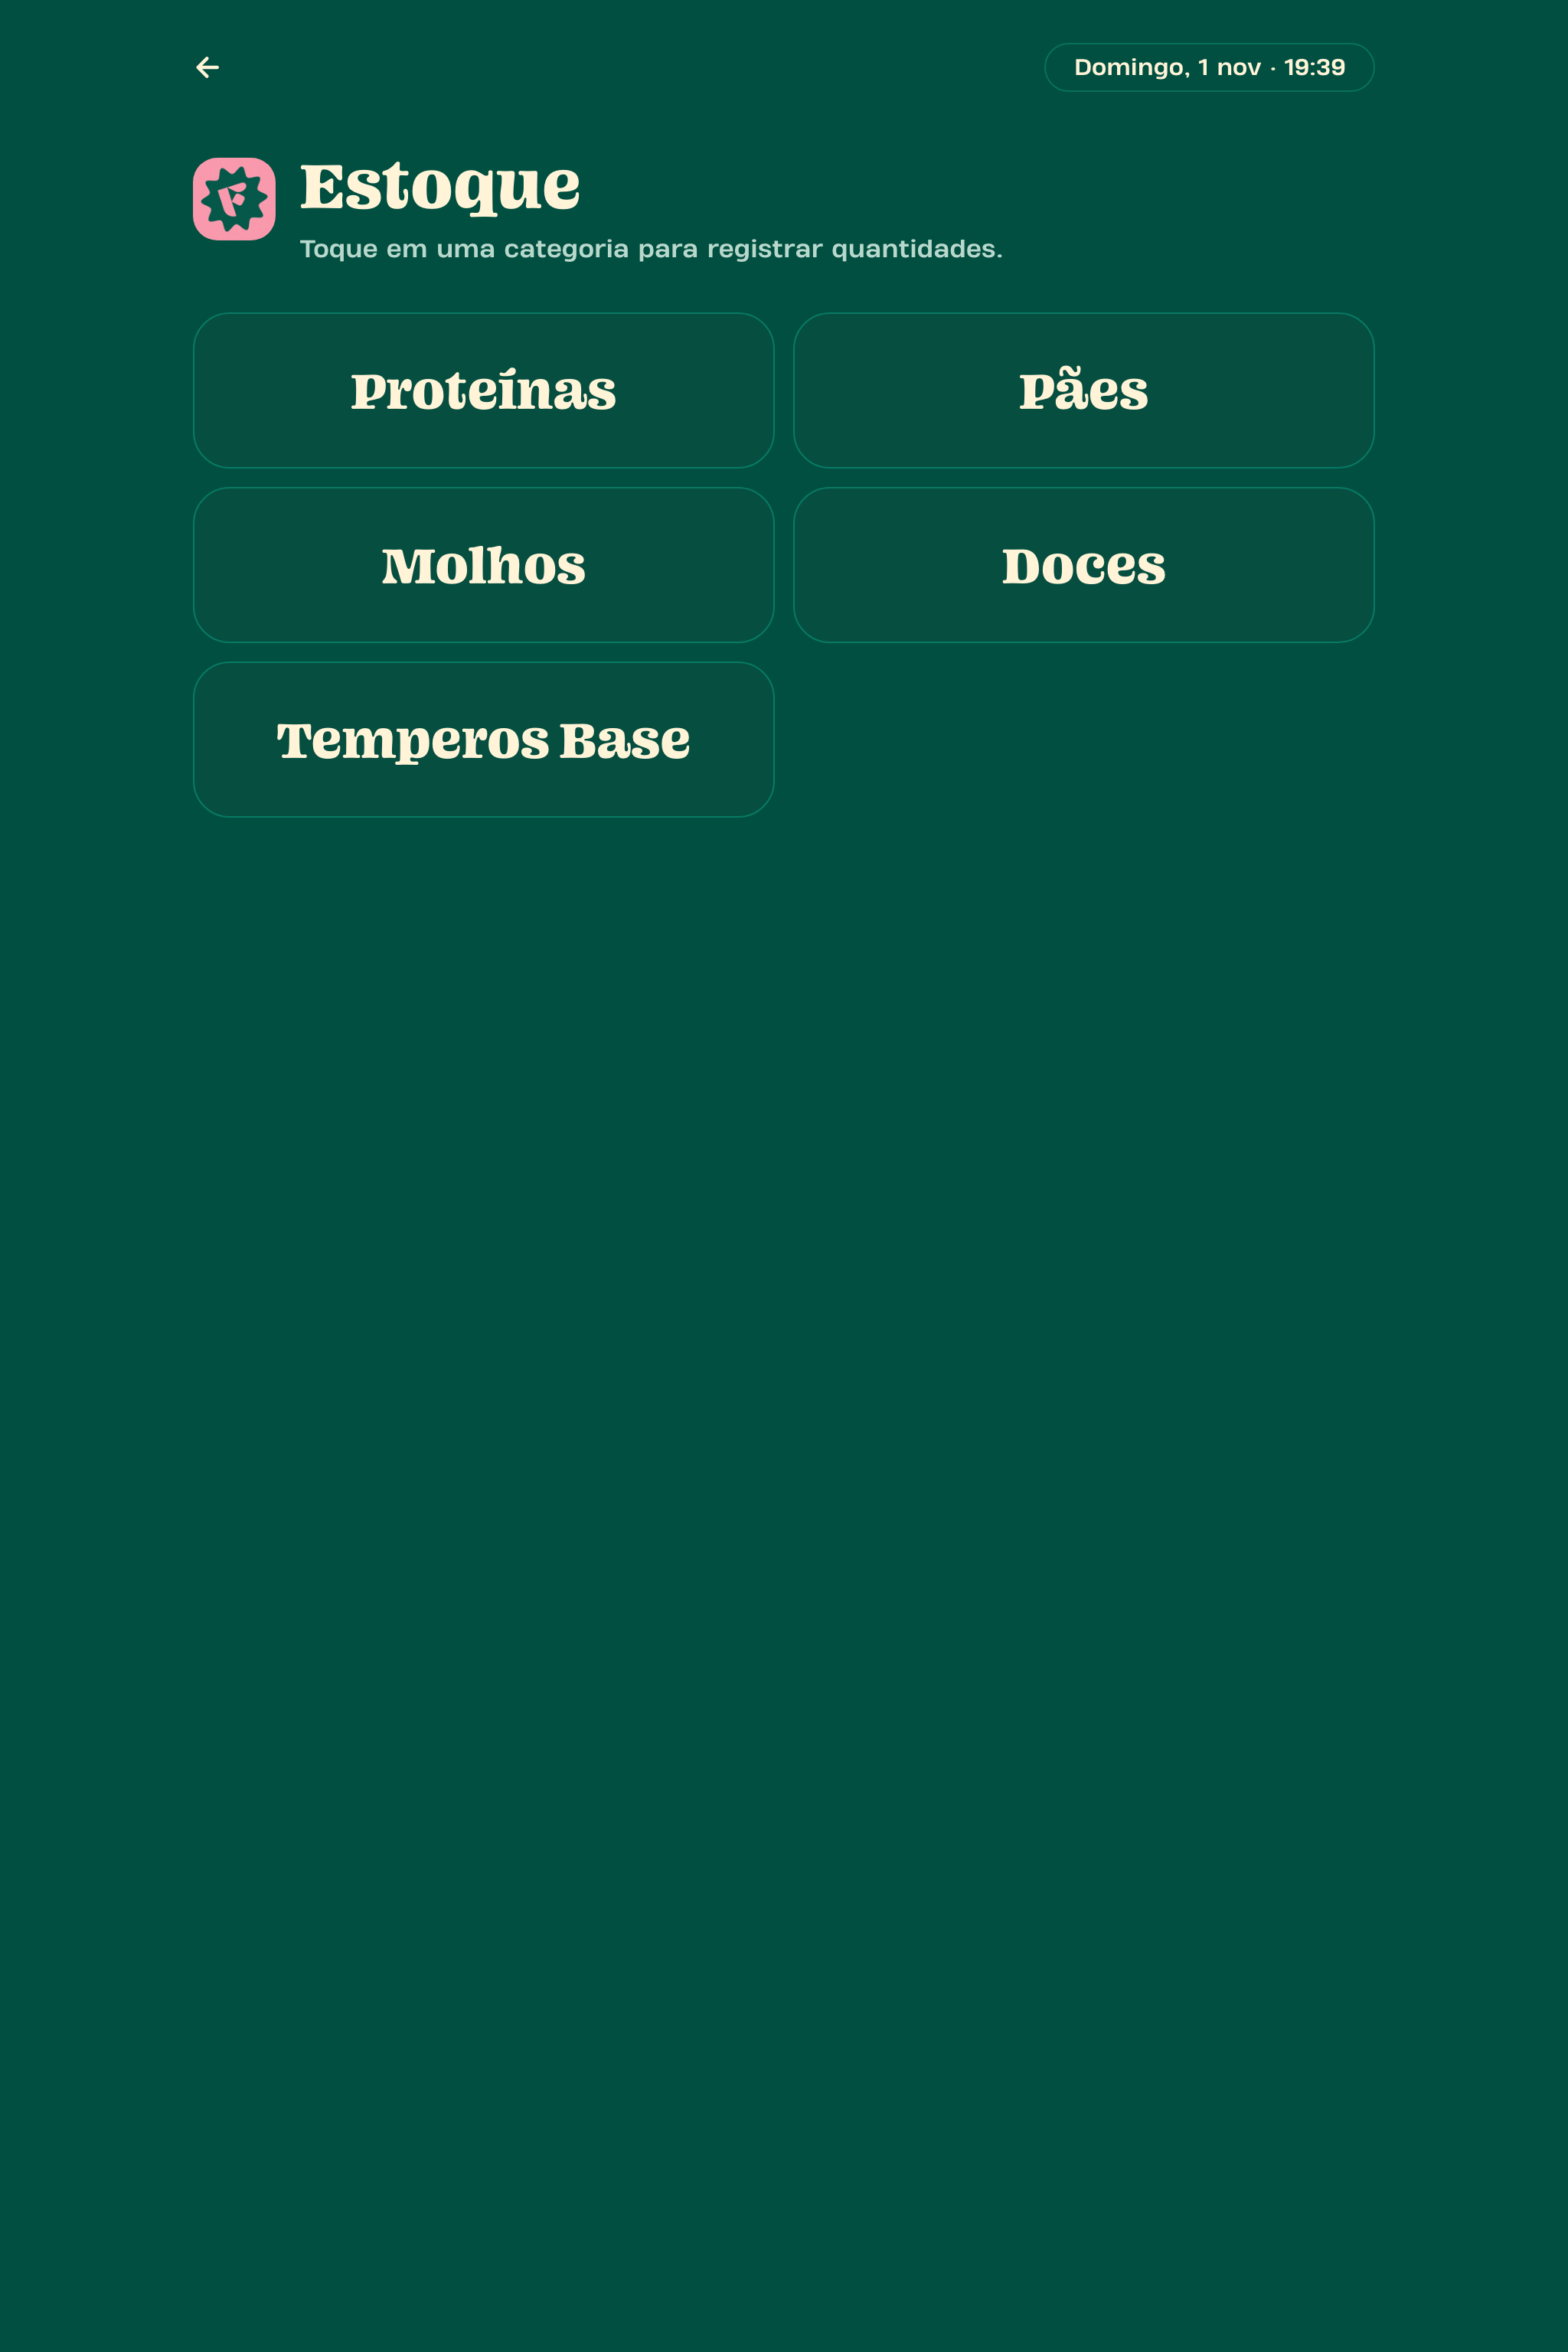 Domingo, 1 nov · 19:39
Estoque
Toque em uma categoria para registrar quantidades.
Proteínas
Pães
Molhos
Doces
Temperos Base